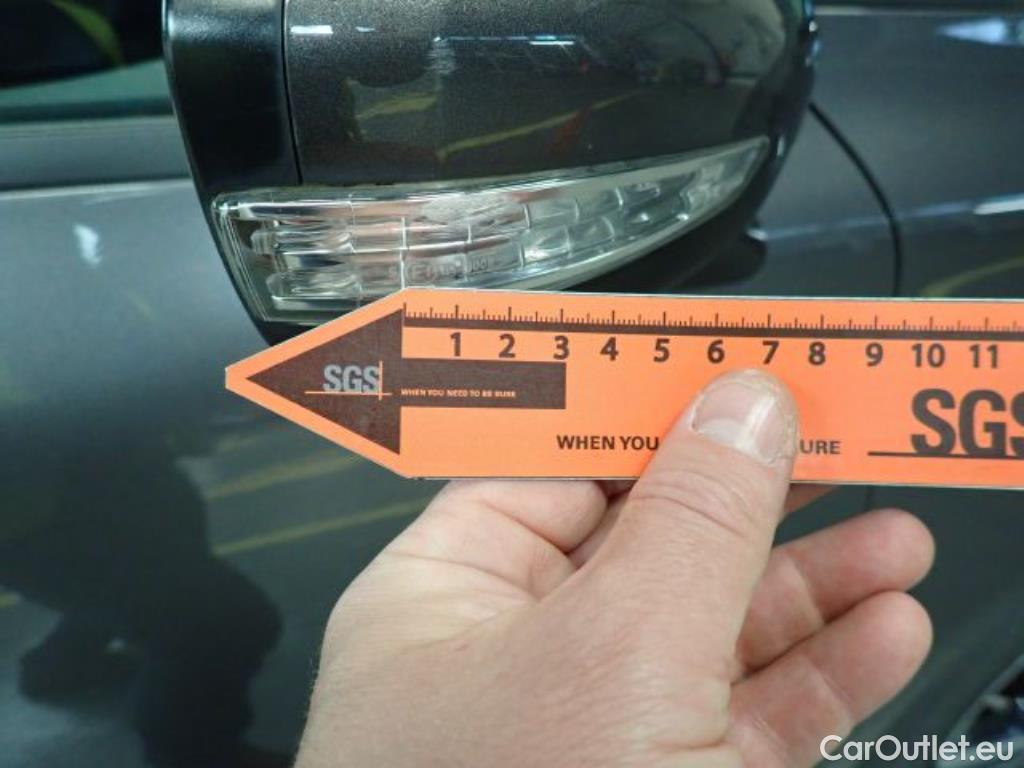 1 2 3 4 5 6 7 8 9 10 11
SGS
WHEN YOU NEED TO BE SURE
SGS
WHEN YOU URE
CarOutlet.eu